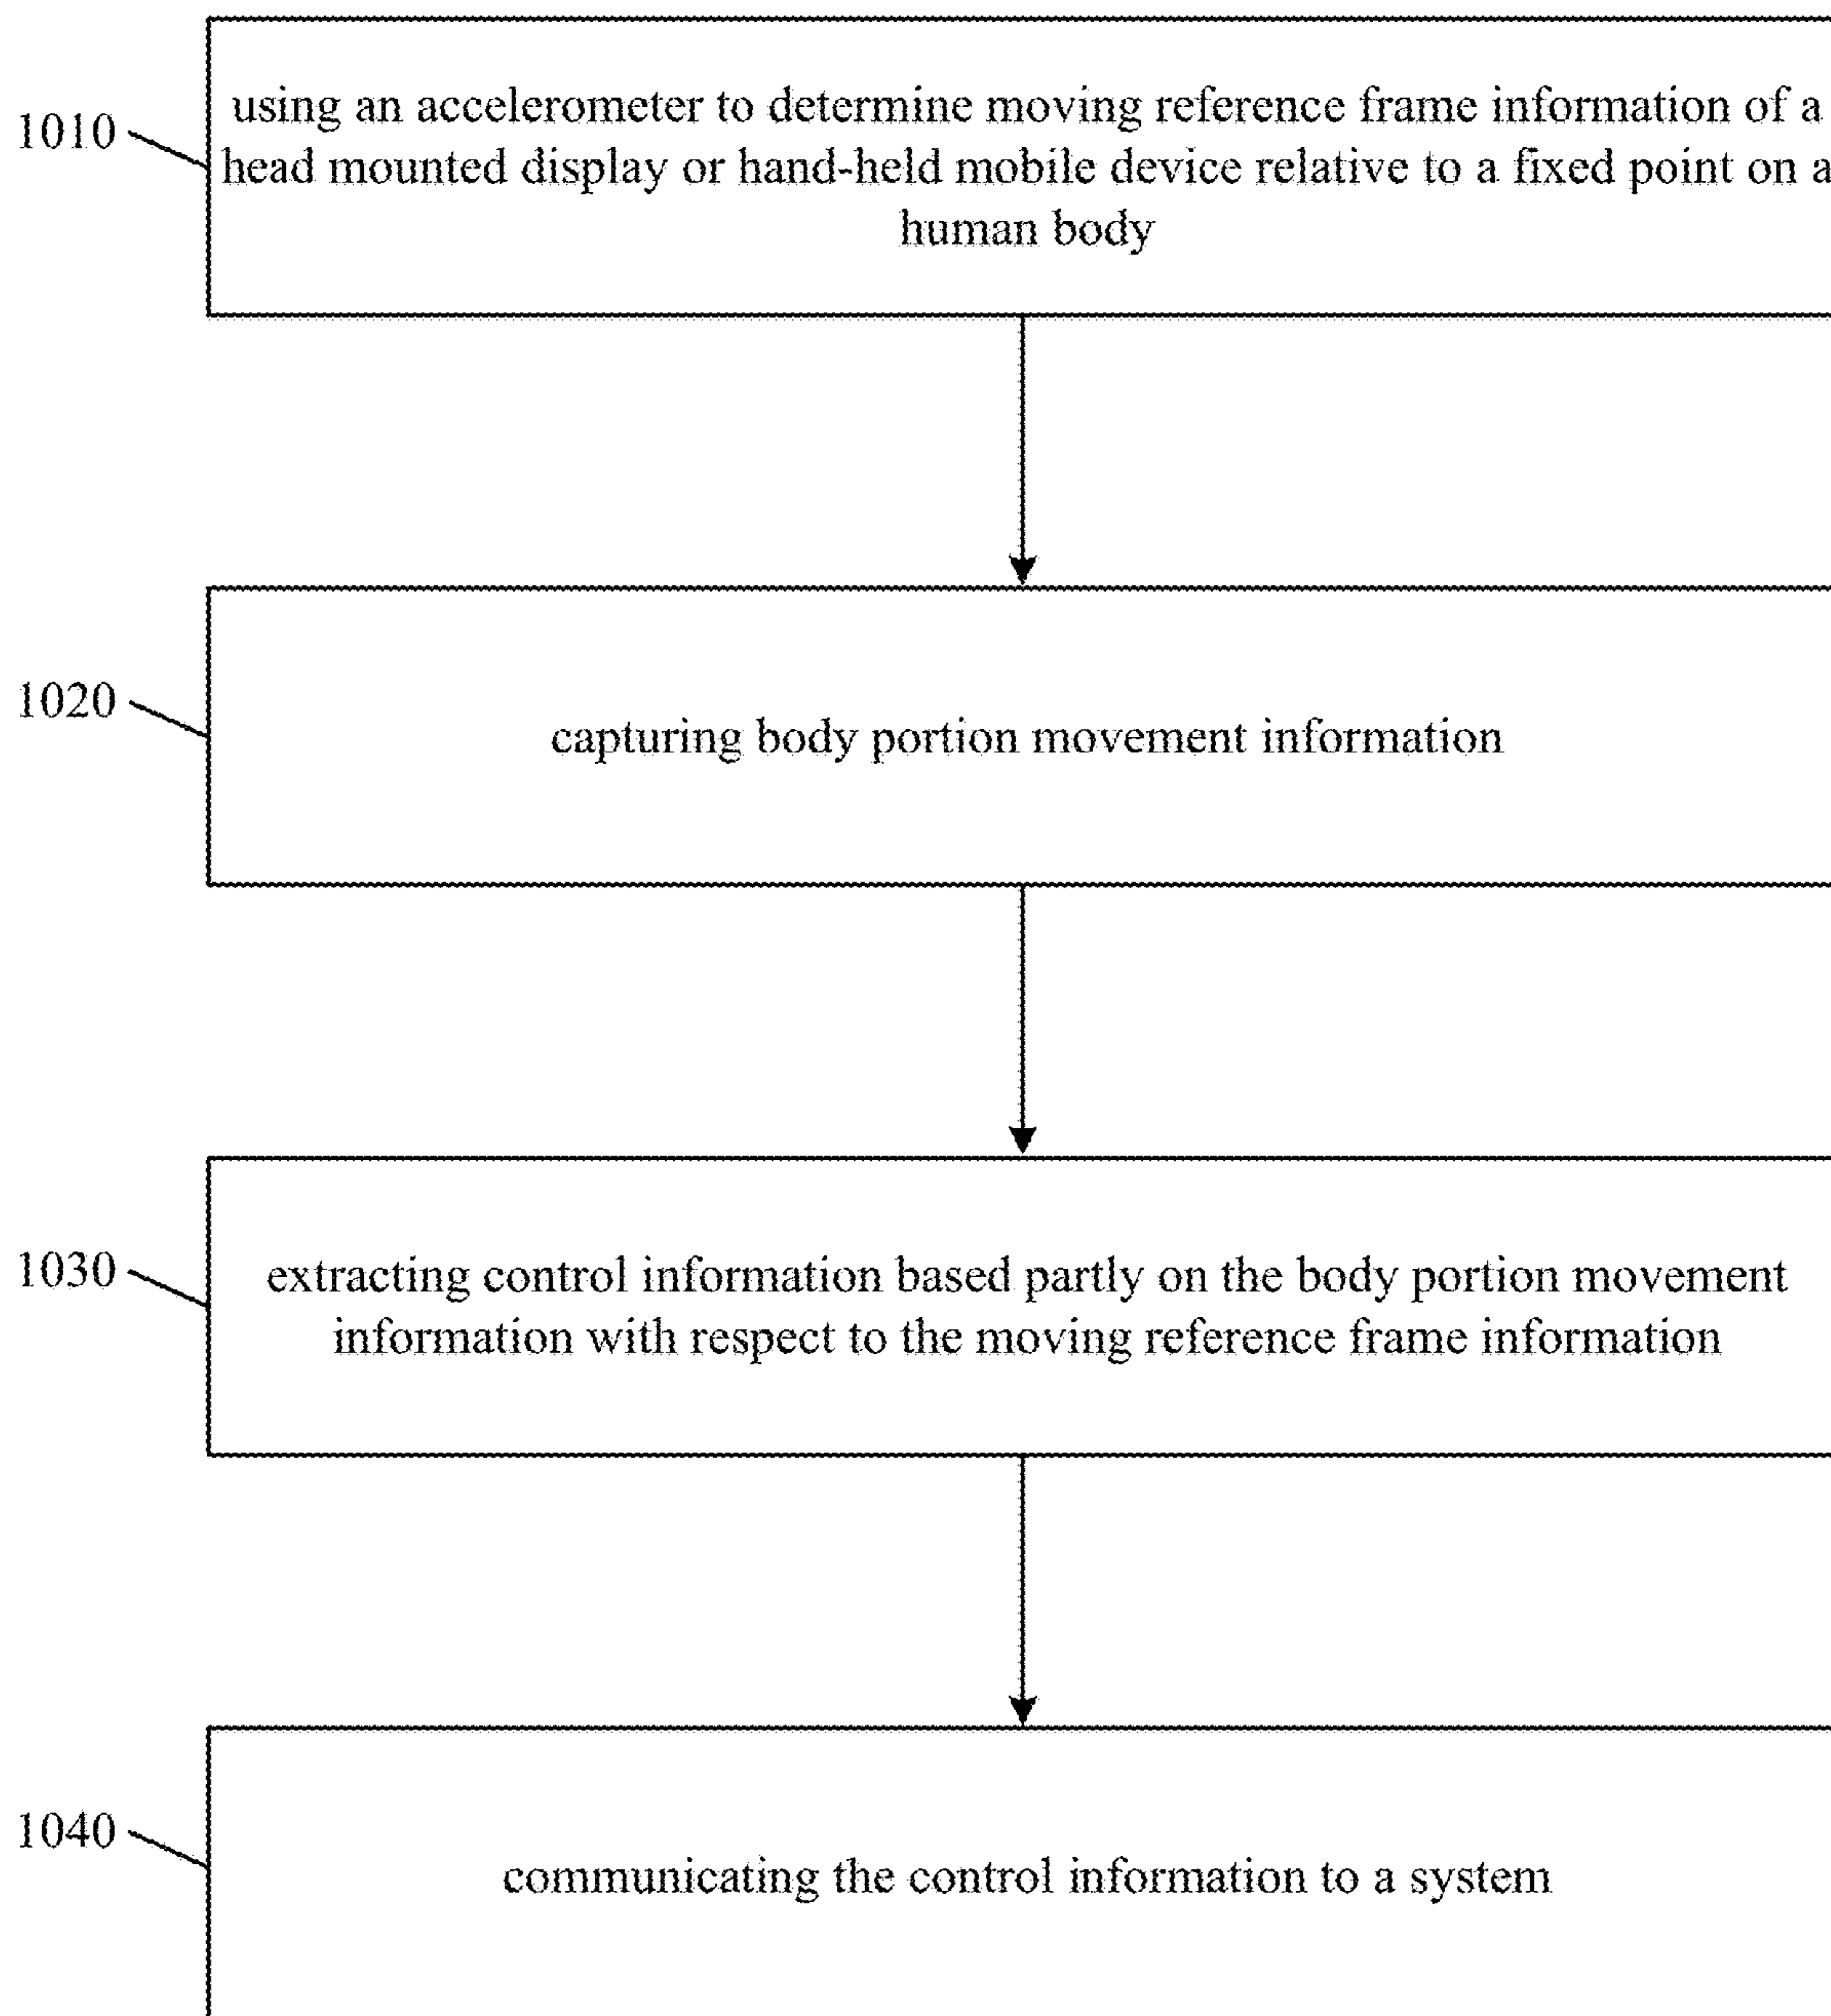 1010
using an accelerometer to determine moving reference frame information of a
head mounted display or hand-held mobile device relative to a fixed point on a
human body
1020
capturing body portion movement information
1030
extracting control information based partly on the body portion movement
information with respect to the moving reference frame information
1040
communicating the control information to a system